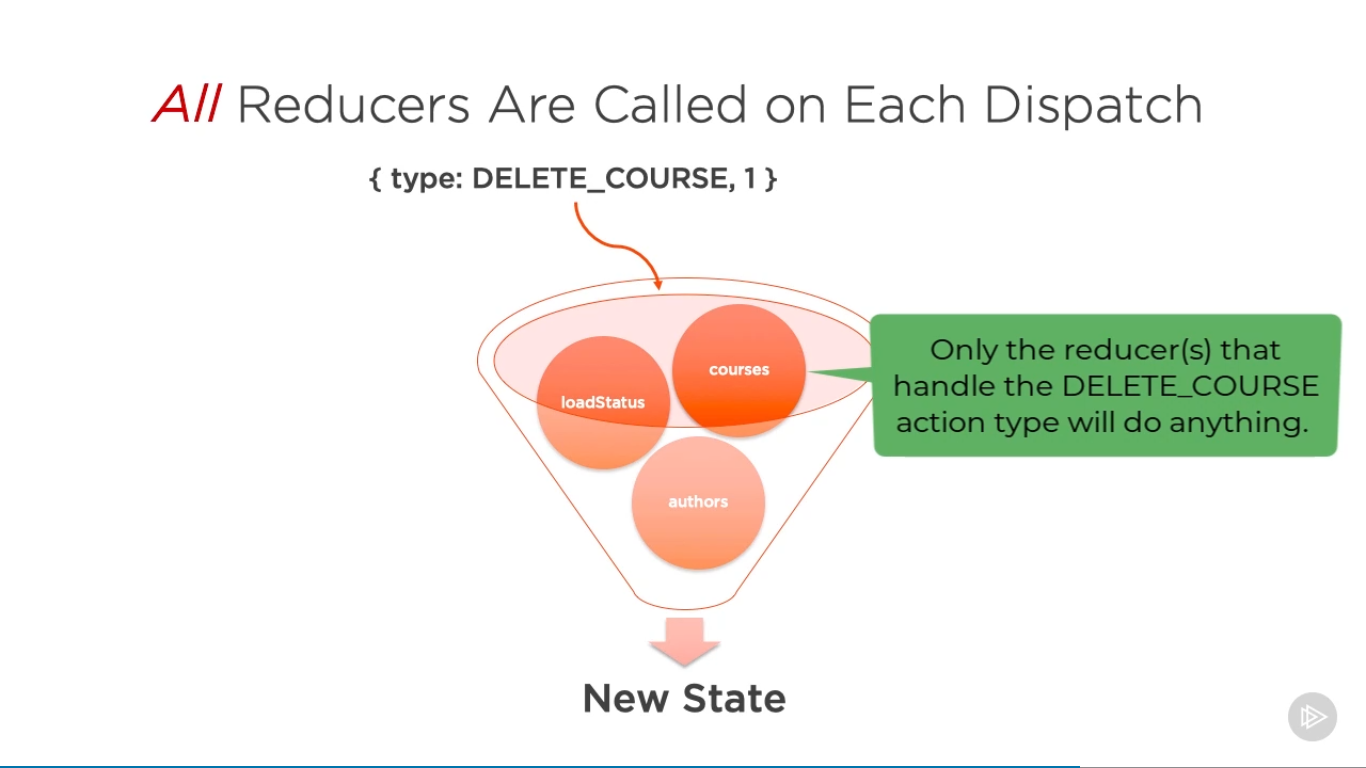 All Reducers Are Called on Each Dispatch
{ type: DELETE_COURSE, 1 }
courses
loadStatus
authors
Only the reducer(s) that
handle the DELETE_COURSE
action type will do anything.
New State